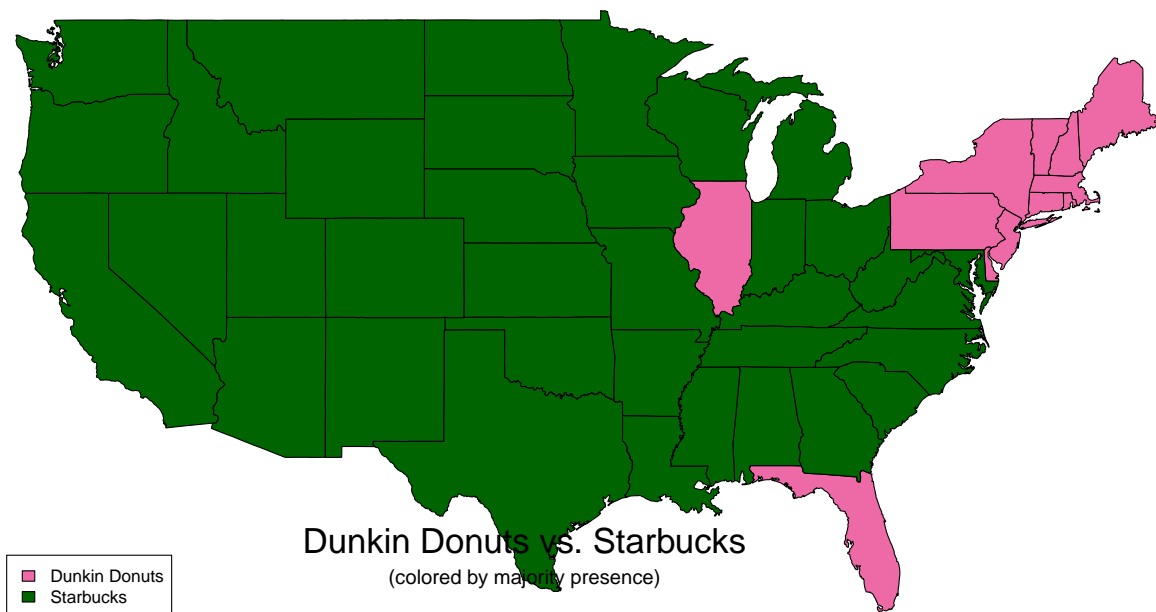 Dunkin Donuts vs. Starbucks
(colored by majority presence)
Dunkin Donuts
Starbucks